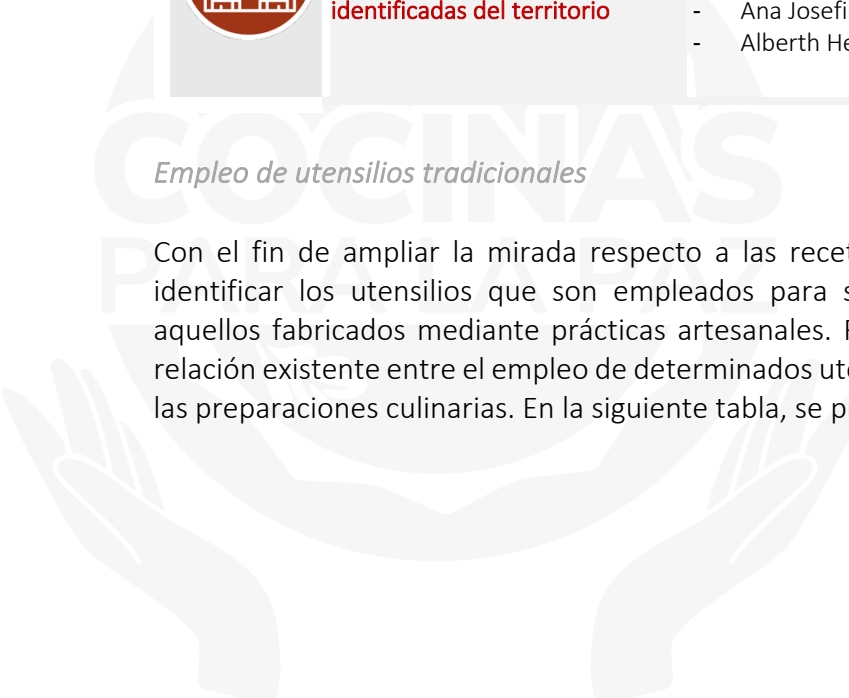 identificadas del territorio
- Ana Josefi
- Alberth He
COCINAS
PARA LA PAZ
Empleo de utensilios tradicionales
Con el fin de ampliar la mirada respecto a las recet
identificar los utensilios que son empleados para s
aquellos fabricados mediante prácticas artesanales.
relación existente entre el empleo de determinados ut
las preparaciones culinarias. En la siguiente tabla, se p